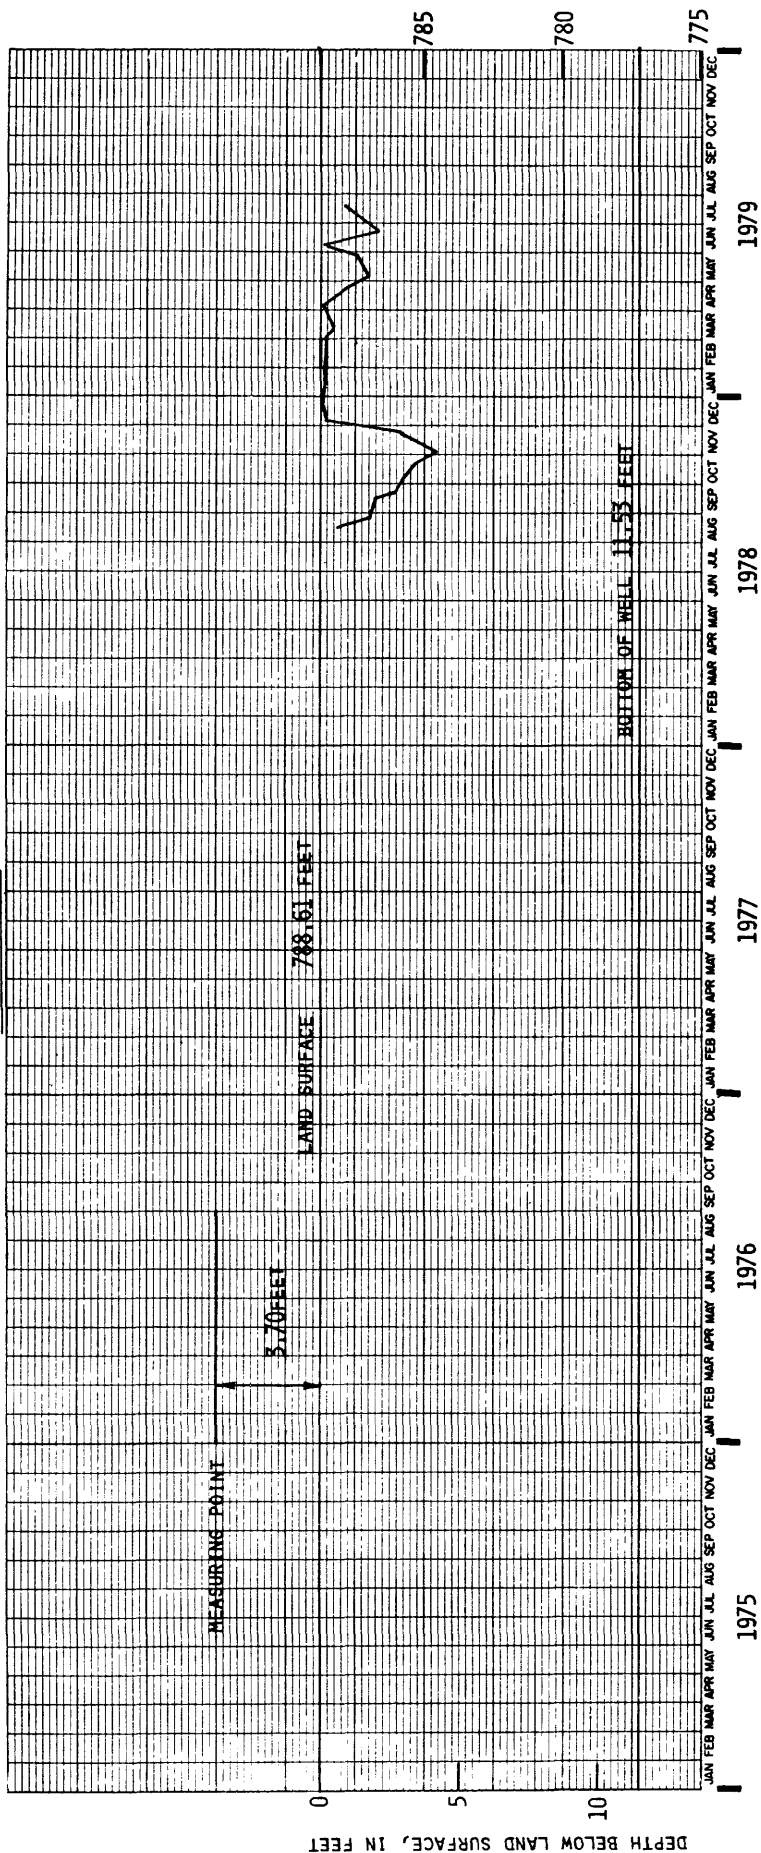 MEASURING POINT
3.70FEET
LAND SURFACE 788.61 FEET
BOTTOM OF WELL 11.53 FEET
DEPTH BELOW LAND SURFACE, IN FEET
0
5
10
785
780
775
JAN FEB MAR APR MAY JUN JUL AUG SEP OCT NOV DEC JAN FEB MAR APR MAY JUN JUL AUG SEP OCT NOV DEC JAN FEB MAR APR MAY JUN JUL AUG SEP OCT NOV DEC JAN FEB MAR APR MAY JUN JUL AUG SEP OCT NOV DEC JAN FEB MAR APR MAY JUN JUL AUG SEP OCT NOV DEC
1975 1976 1977 1978 1979